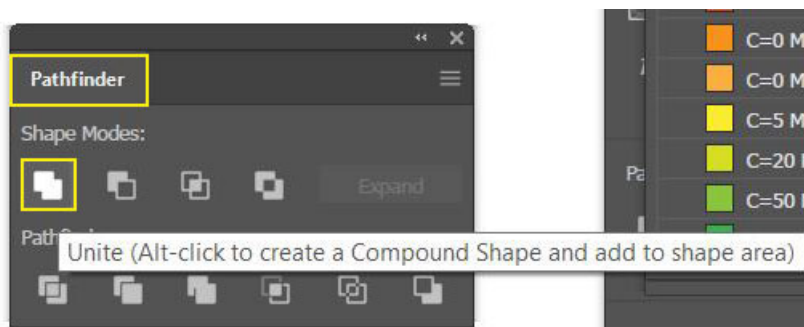 Pathfinder
Shape Modes:
Expand
Unite (Alt-click to create a Compound Shape and add to shape area)
C=0 M
C=0 M
C=5 M
C=20
C=50